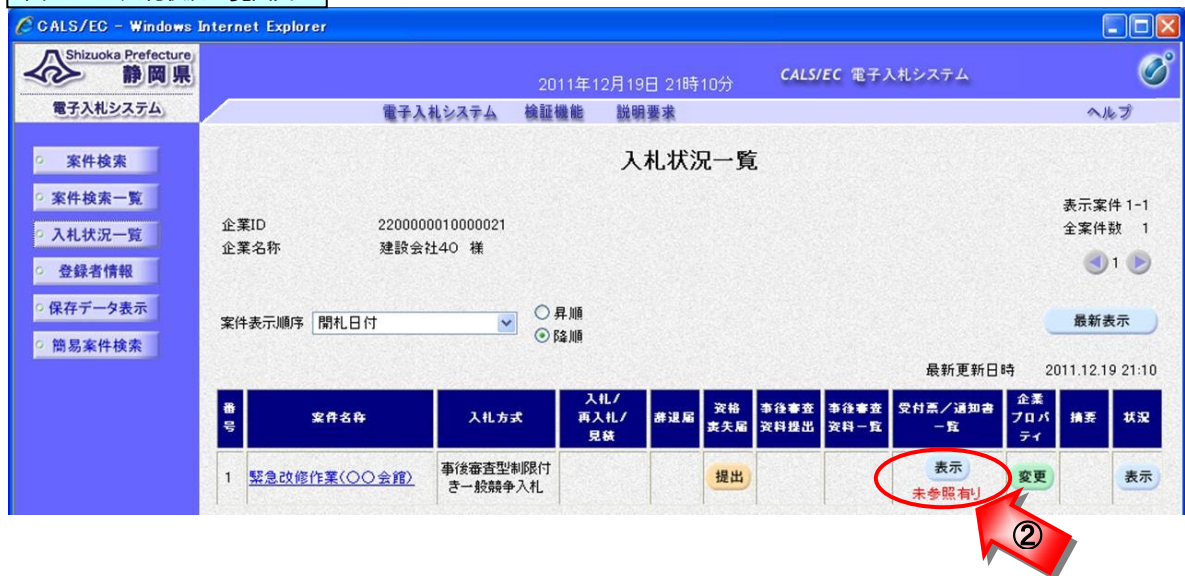 CALS/EC - Windows Internet Explorer
Shizuoka Prefecture
静岡県
電子入札システム
2011年12月19日 21時10分
CALS/EC 電子入札システム
電子入札システム 検証機能 説明要求
ヘルプ
案件検索
案件検索一覧
入札状況一覧
登録者情報
保存データ表示
簡易案件検索
入札状況一覧
表示案件 1-1
全案件数 1
1
企業ID 2200000010000021
企業名称 建設会社40 様
案件表示順序 開札日付
昇順
降順
最新表示
最新更新日時 2011.12.19 21:10
番号 案件名称 入札方式 入札/再入札/見積 辞退届 資格喪失届 事後審査資料提出 事後審査資料一覧 受付票/通知書一覧 企業プロパティ 摘要 状況
1 緊急改修作業(〇〇会館) 事後審査型制限付き一般競争入札 提出 表示 未参照有り 変更 表示
②